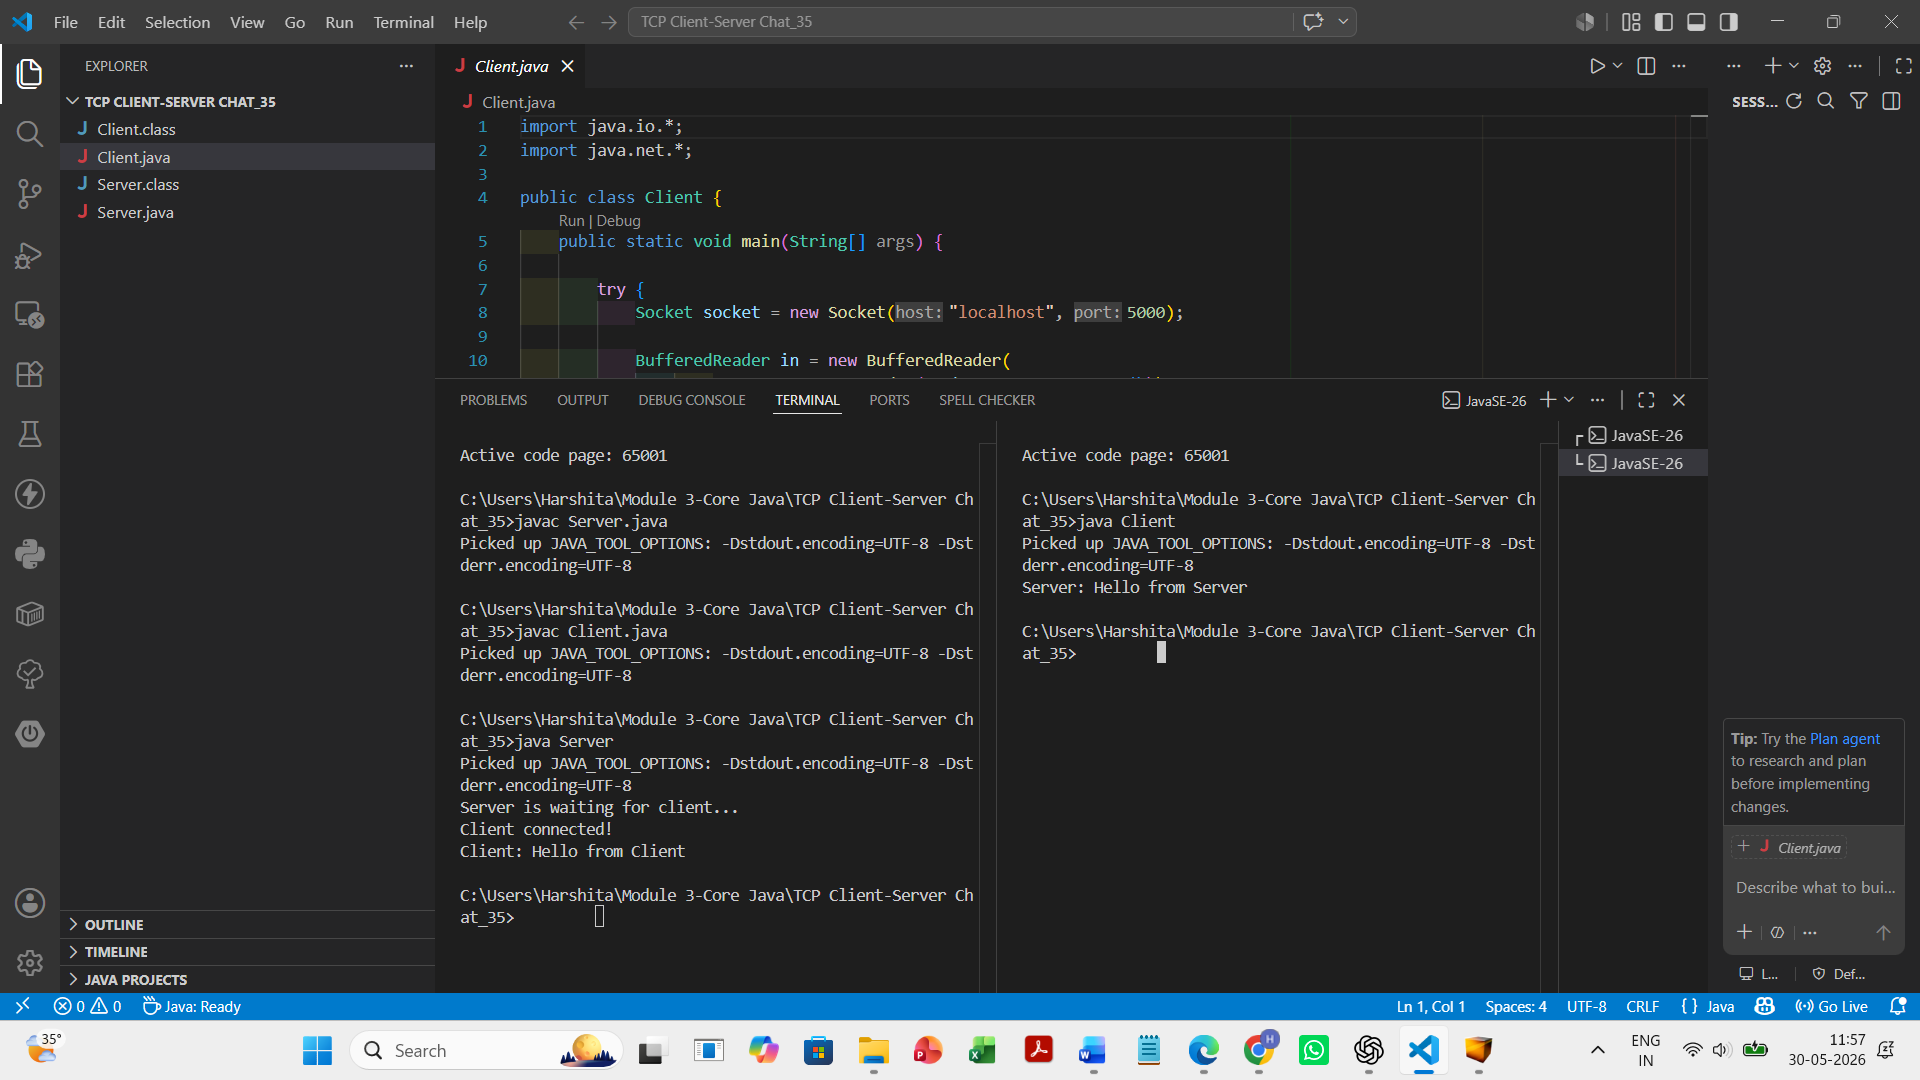 File Edit Selection View Go Run Terminal Help
TCP Client-Server Chat_35
EXPLORER
TCP CLIENT-SERVER CHAT_35
J Client.class
J Client.java
J Server.class
J Server.java
OUTLINE
TIMELINE
JAVA PROJECTS
J Client.java
J Client.java
1 import java.io.*;
2 import java.net.*;
3
4 public class Client {
Run | Debug
5 public static void main(String[] args) {
6
7 try {
8 Socket socket = new Socket(host: "localhost", port: 5000);
9
10 BufferedReader in = new BufferedReader(
PROBLEMS OUTPUT DEBUG CONSOLE TERMINAL PORTS SPELL CHECKER
JavaSE-26
Active code page: 65001
C:\Users\Harshita\Module 3-Core Java\TCP Client-Server Ch
at_35>javac Server.java
Picked up JAVA_TOOL_OPTIONS: -Dstdout.encoding=UTF-8 -Dst
derr.encoding=UTF-8
C:\Users\Harshita\Module 3-Core Java\TCP Client-Server Ch
at_35>javac Client.java
Picked up JAVA_TOOL_OPTIONS: -Dstdout.encoding=UTF-8 -Dst
derr.encoding=UTF-8
C:\Users\Harshita\Module 3-Core Java\TCP Client-Server Ch
at_35>java Server
Picked up JAVA_TOOL_OPTIONS: -Dstdout.encoding=UTF-8 -Dst
derr.encoding=UTF-8
Server is waiting for client...
Client connected!
Client: Hello from Client
C:\Users\Harshita\Module 3-Core Java\TCP Client-Server Ch
at_35>
Active code page: 65001
C:\Users\Harshita\Module 3-Core Java\TCP Client-Server Ch
at_35>java Client
Picked up JAVA_TOOL_OPTIONS: -Dstdout.encoding=UTF-8 -Dst
derr.encoding=UTF-8
Server: Hello from Server
C:\Users\Harshita\Module 3-Core Java\TCP Client-Server Ch
at_35>
JavaSE-26
JavaSE-26
SESS...
Tip: Try the Plan agent
to research and plan
before implementing
changes.
J Client.java
Describe what to bui...
L... Def...
0 0 Java: Ready
Ln 1, Col 1 Spaces: 4 UTF-8 CRLF { } Java Go Live
35°
Search
H
ENG
IN
11:57
30-05-2026